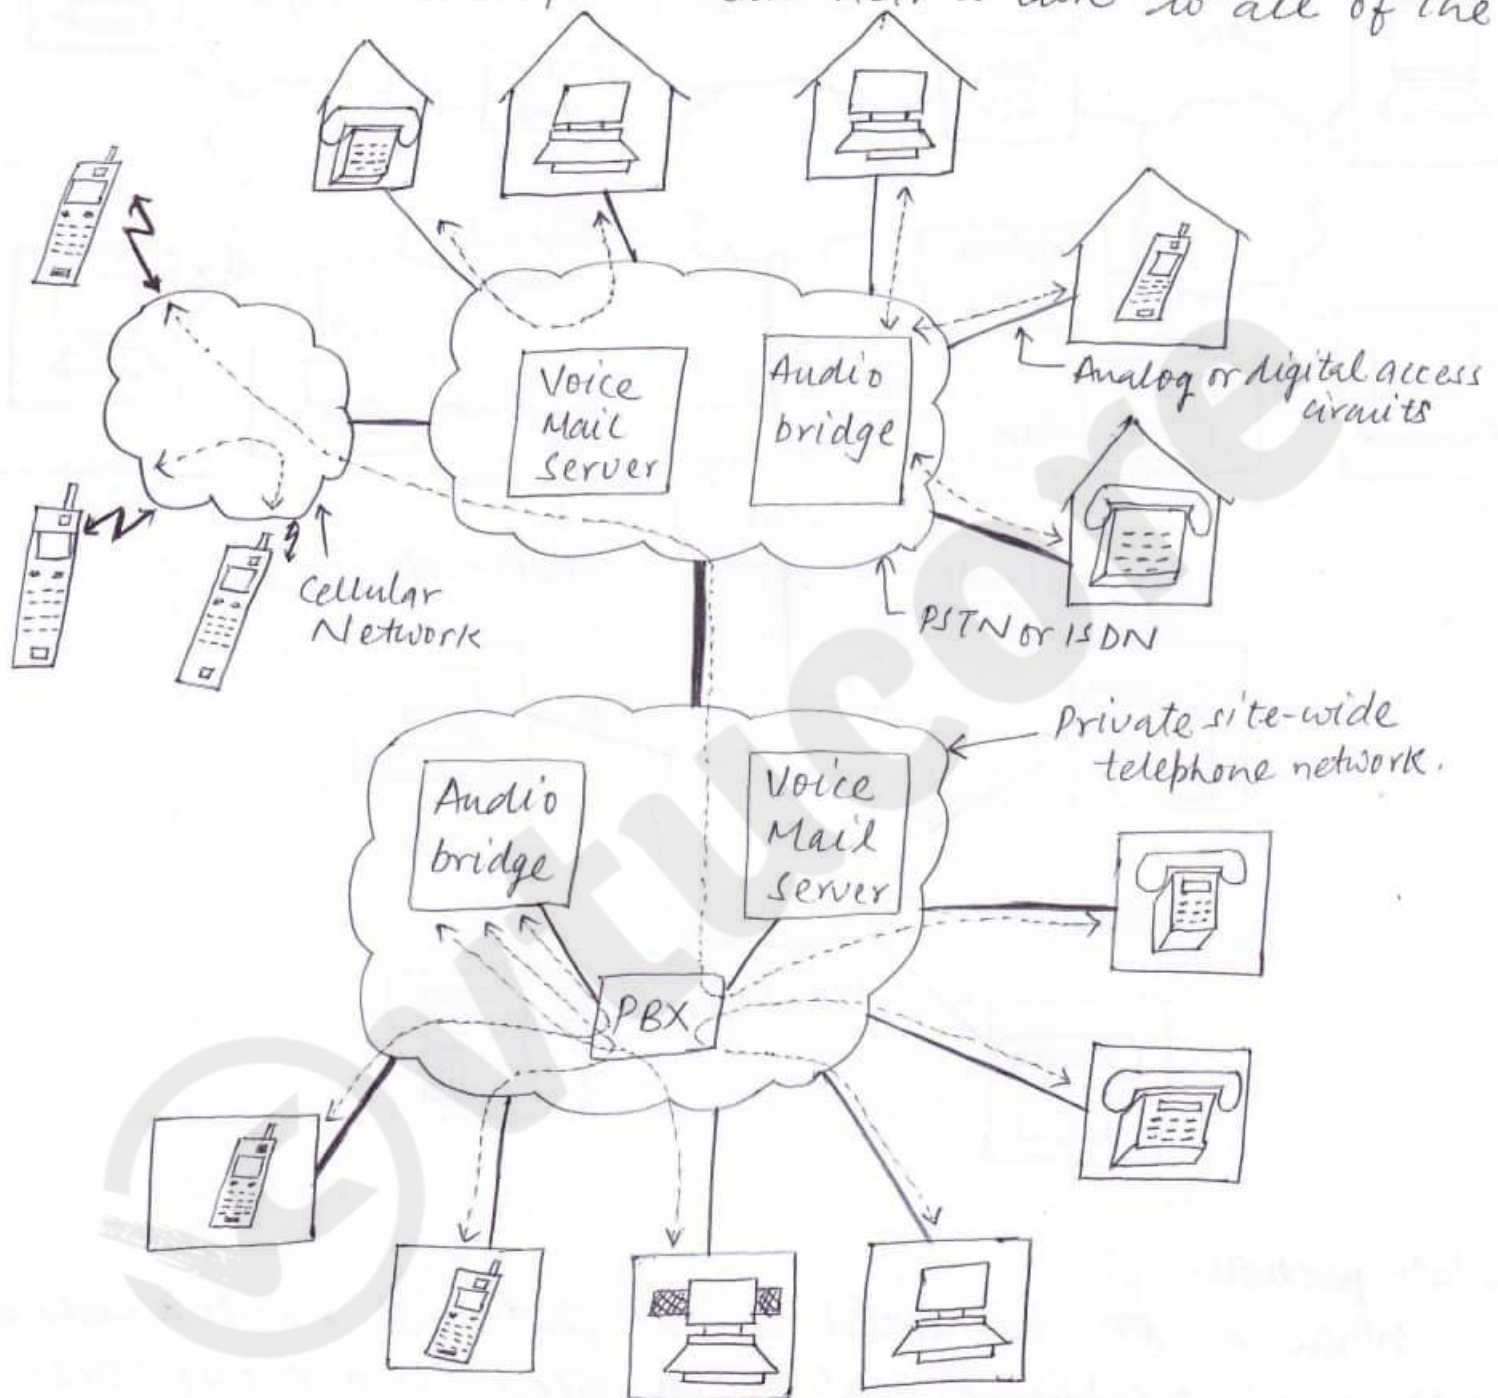 to all of the
Voice
Mail
Server
Audio
bridge
Analog or digital access
circuits
Cellular
Network
PSTN or ISDN
Private site-wide
telephone network.
Audio
bridge
Voice
Mail
Server
PBX
vtucore